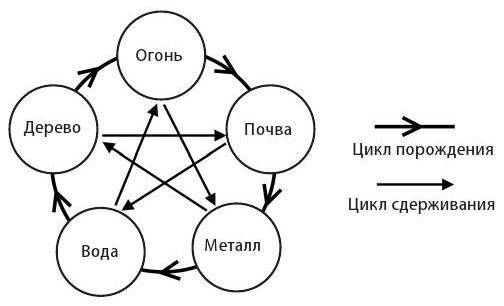 Огонь
Дерево
Почва
Вода
Металл
Цикл порождения
Цикл сдерживания